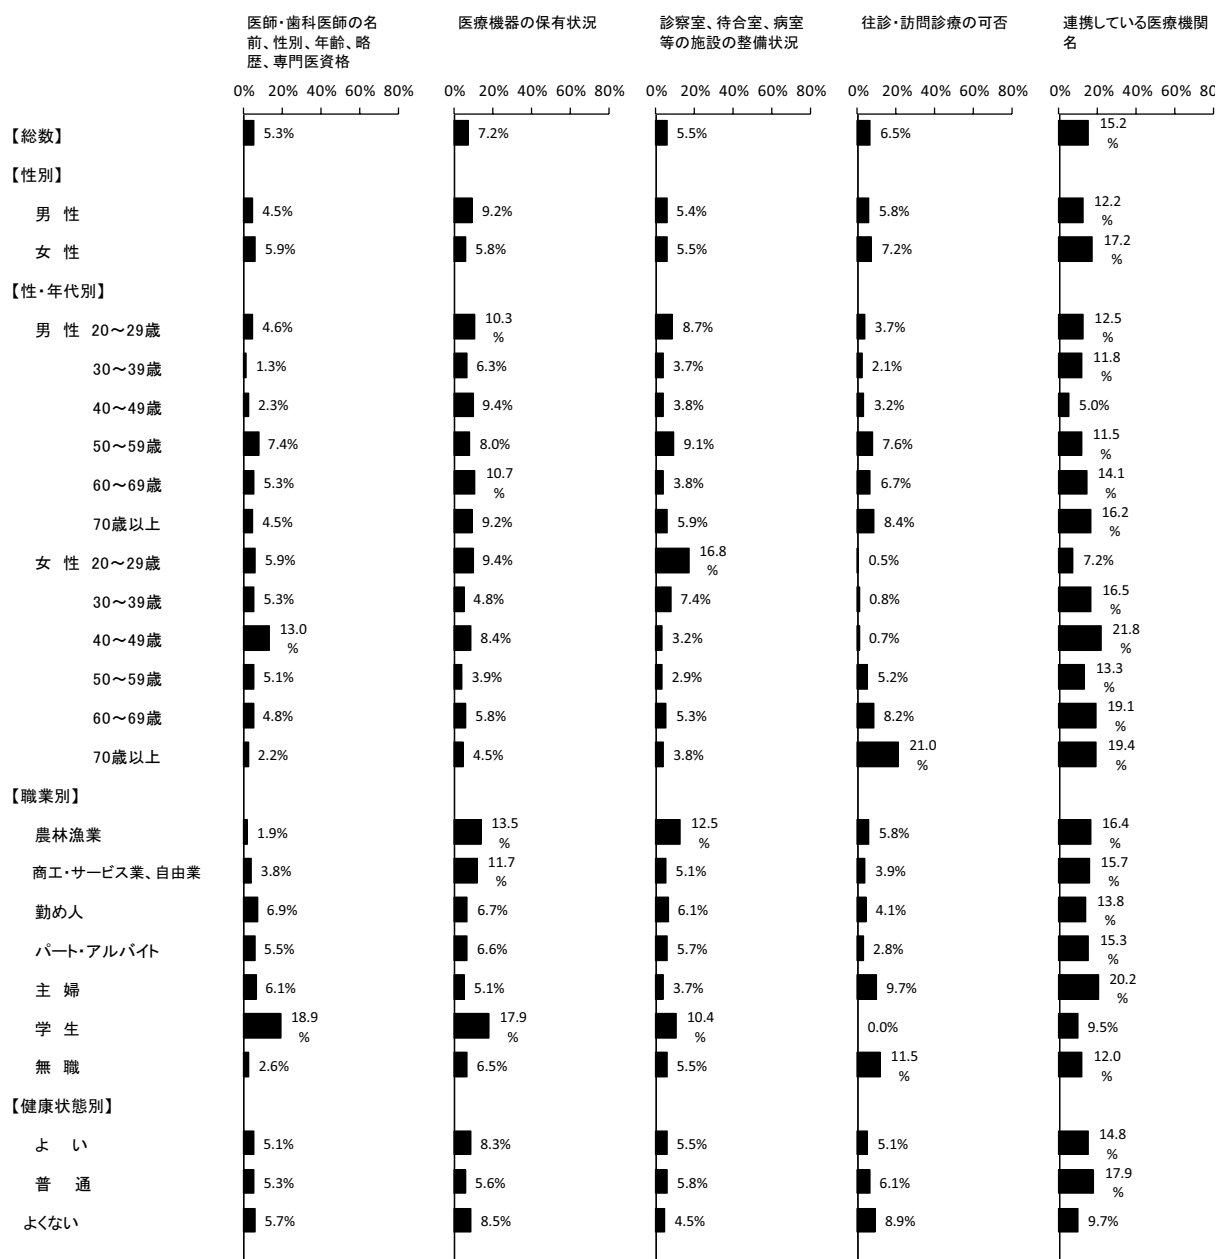 医師・歯科医師の名前、性別、年齢、略歴、専門医資格 医療機器の保有状況 診察室、待合室、病室等の施設の整備状況 往診・訪問診療の可否 連携している医療機関名
0% 20% 40% 60% 80% 0% 20% 40% 60% 80% 0% 20% 40% 60% 80% 0% 20% 40% 60% 80% 0% 20% 40% 60% 80
【総数】 5.3% 7.2% 5.5% 6.5% 15.2%
【性別】
男 性 4.5% 9.2% 5.4% 5.8% 12.2%
女 性 5.9% 5.8% 5.5% 7.2% 17.2%
【性・年代別】
男 性 20～29歳 4.6% 10.3% 8.7% 3.7% 12.5%
30～39歳 1.3% 6.3% 3.7% 2.1% 11.8%
40～49歳 2.3% 9.4% 3.8% 3.2% 5.0%
50～59歳 7.4% 8.0% 9.1% 7.6% 11.5%
60～69歳 5.3% 10.7% 3.8% 6.7% 14.1%
70歳以上 4.5% 9.2% 5.9% 8.4% 16.2%
女 性 20～29歳 5.9% 9.4% 16.8% 0.5% 7.2%
30～39歳 5.3% 4.8% 7.4% 0.8% 16.5%
40～49歳 13.0% 8.4% 3.2% 0.7% 21.8%
50～59歳 5.1% 3.9% 2.9% 5.2% 13.3%
60～69歳 4.8% 5.8% 5.3% 8.2% 19.1%
70歳以上 2.2% 4.5% 3.8% 21.0% 19.4%
【職業別】
農林漁業 1.9% 13.5% 12.5% 5.8% 16.4%
商工・サービス業、自由業 3.8% 11.7% 5.1% 3.9% 15.7%
勤め人 6.9% 6.7% 6.1% 4.1% 13.8%
パート・アルバイト 5.5% 6.6% 5.7% 2.8% 15.3%
主 婦 6.1% 5.1% 3.7% 9.7% 20.2%
学 生 18.9% 17.9% 10.4% 0.0% 9.5%
無 職 2.6% 6.5% 5.5% 11.5% 12.0%
【健康状態別】
よ い 5.1% 8.3% 5.5% 5.1% 14.8%
普 通 5.3% 5.6% 5.8% 6.1% 17.9%
よくない 5.7% 8.5% 4.5% 8.9% 9.7%